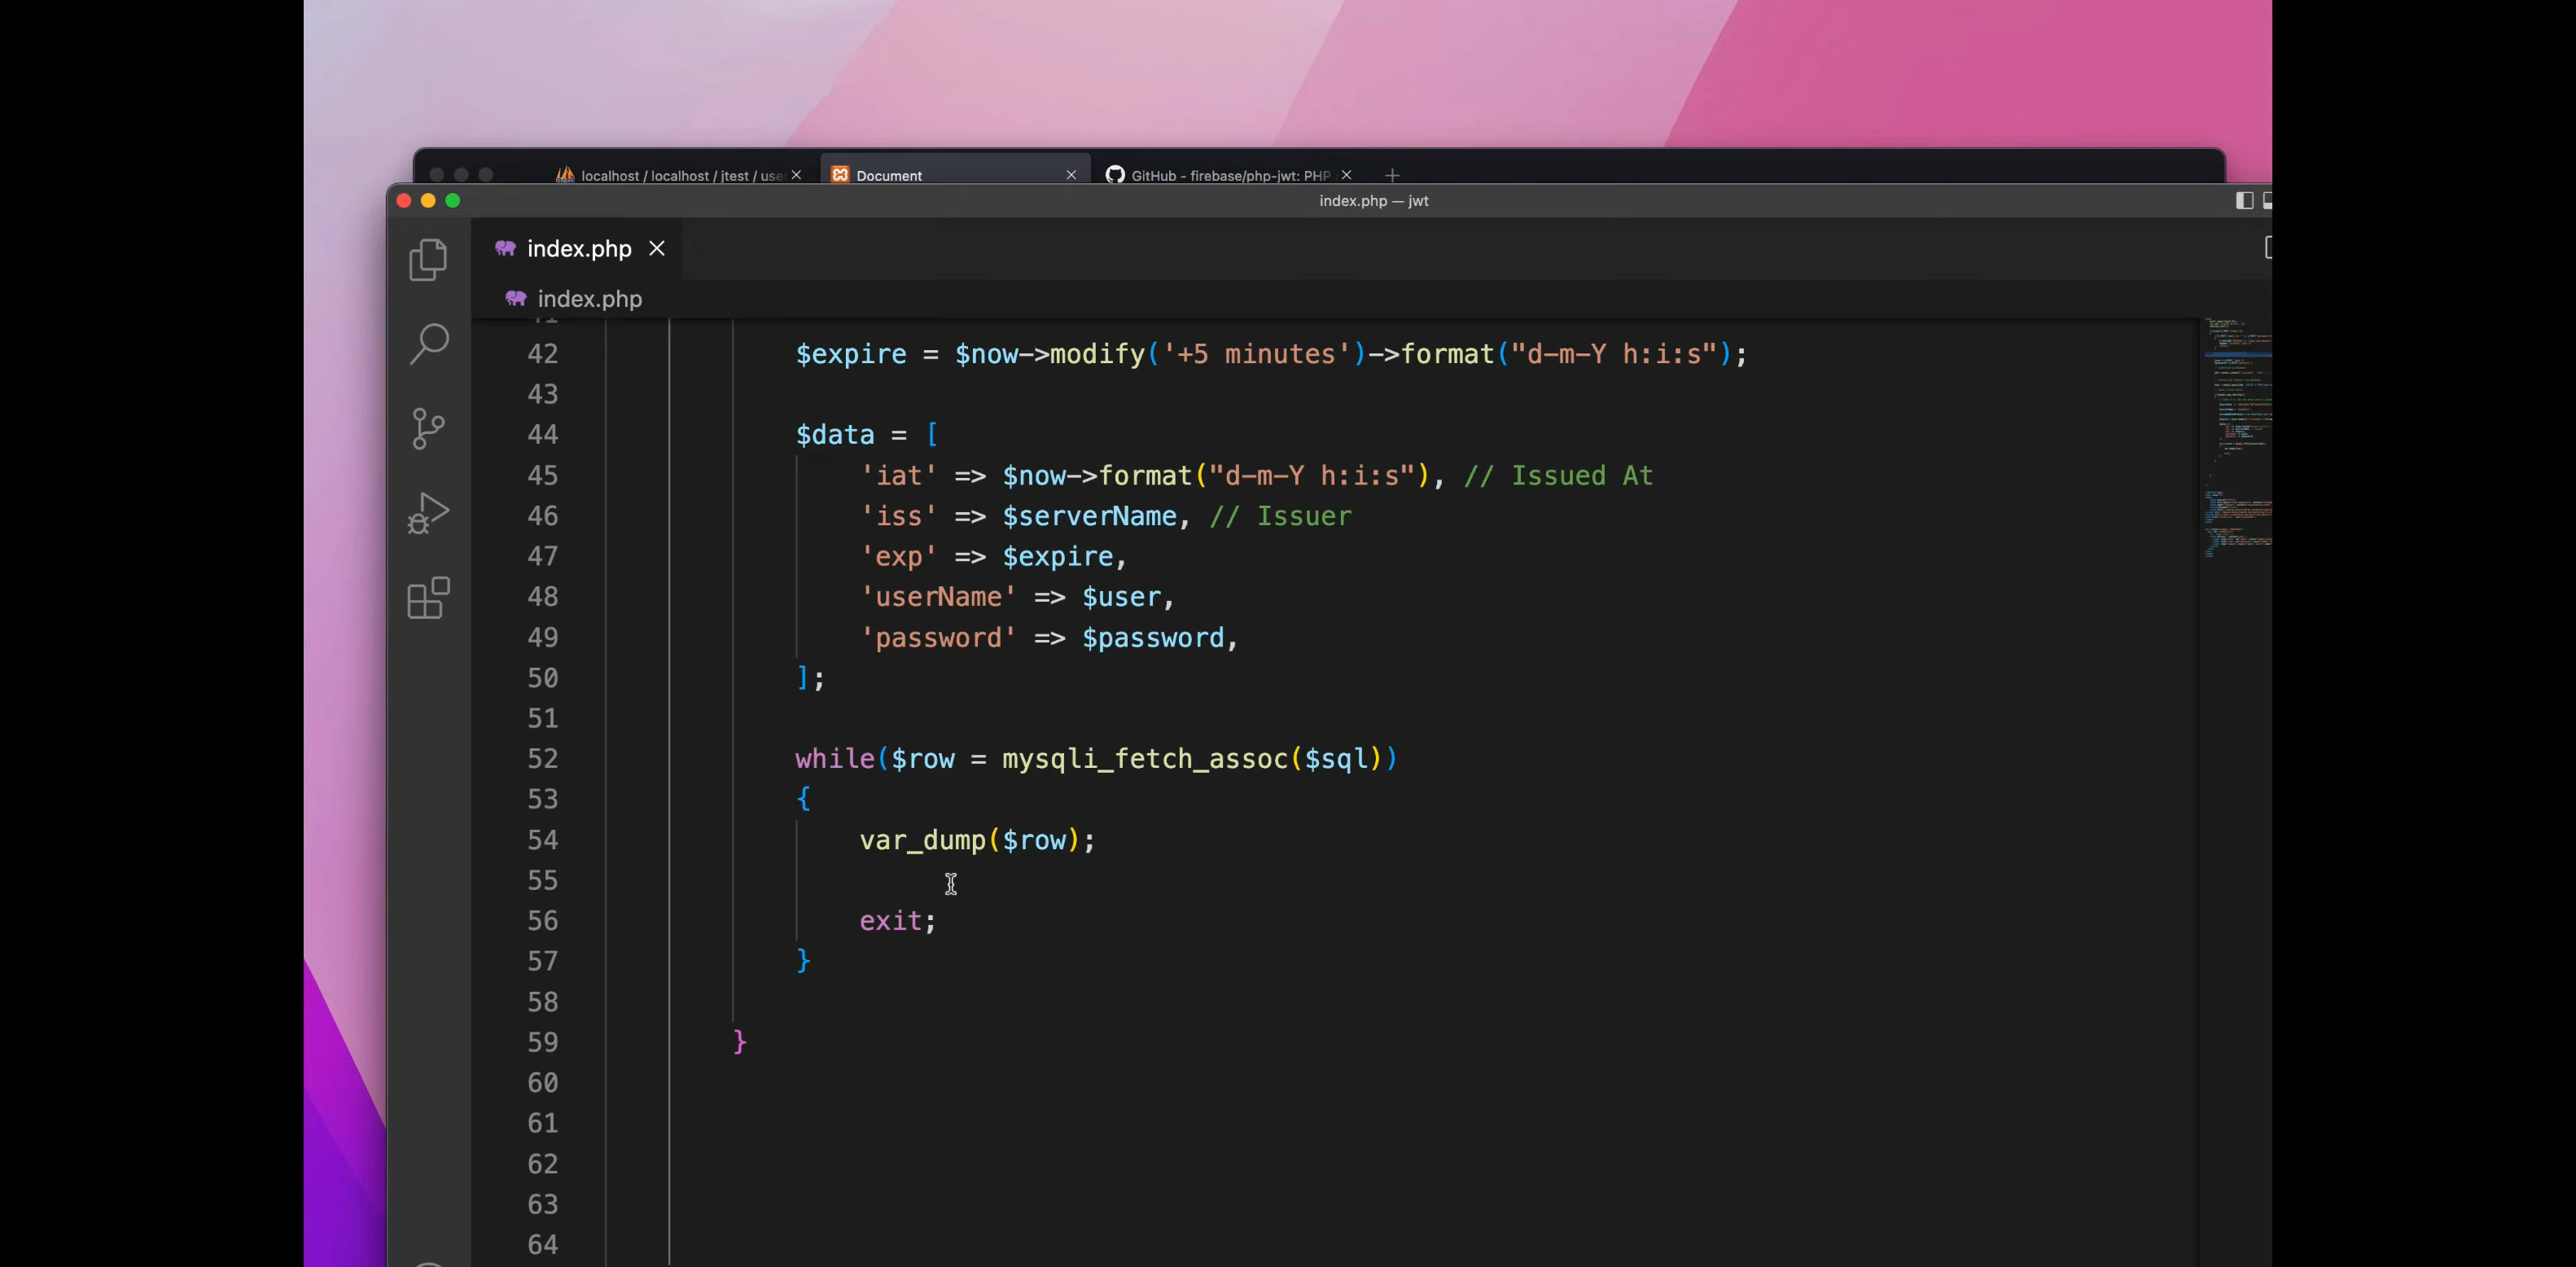 localhost / localhost / jtest / use
Document
GitHub - firebase/php-jwt: PHP
index.php — jwt
index.php
index.php
41
42 $expire = $now->modify('+5 minutes')->format("d-m-Y h:i:s");
43
44 $data = [
45 'iat' => $now->format("d-m-Y h:i:s"), // Issued At
46 'iss' => $serverName, // Issuer
47 'exp' => $expire,
48 'userName' => $user,
49 'password' => $password,
50 ];
51
52 while($row = mysqli_fetch_assoc($sql))
53 {
54 var_dump($row);
55
56 exit;
57 }
58
59 }
60
61
62
63
64